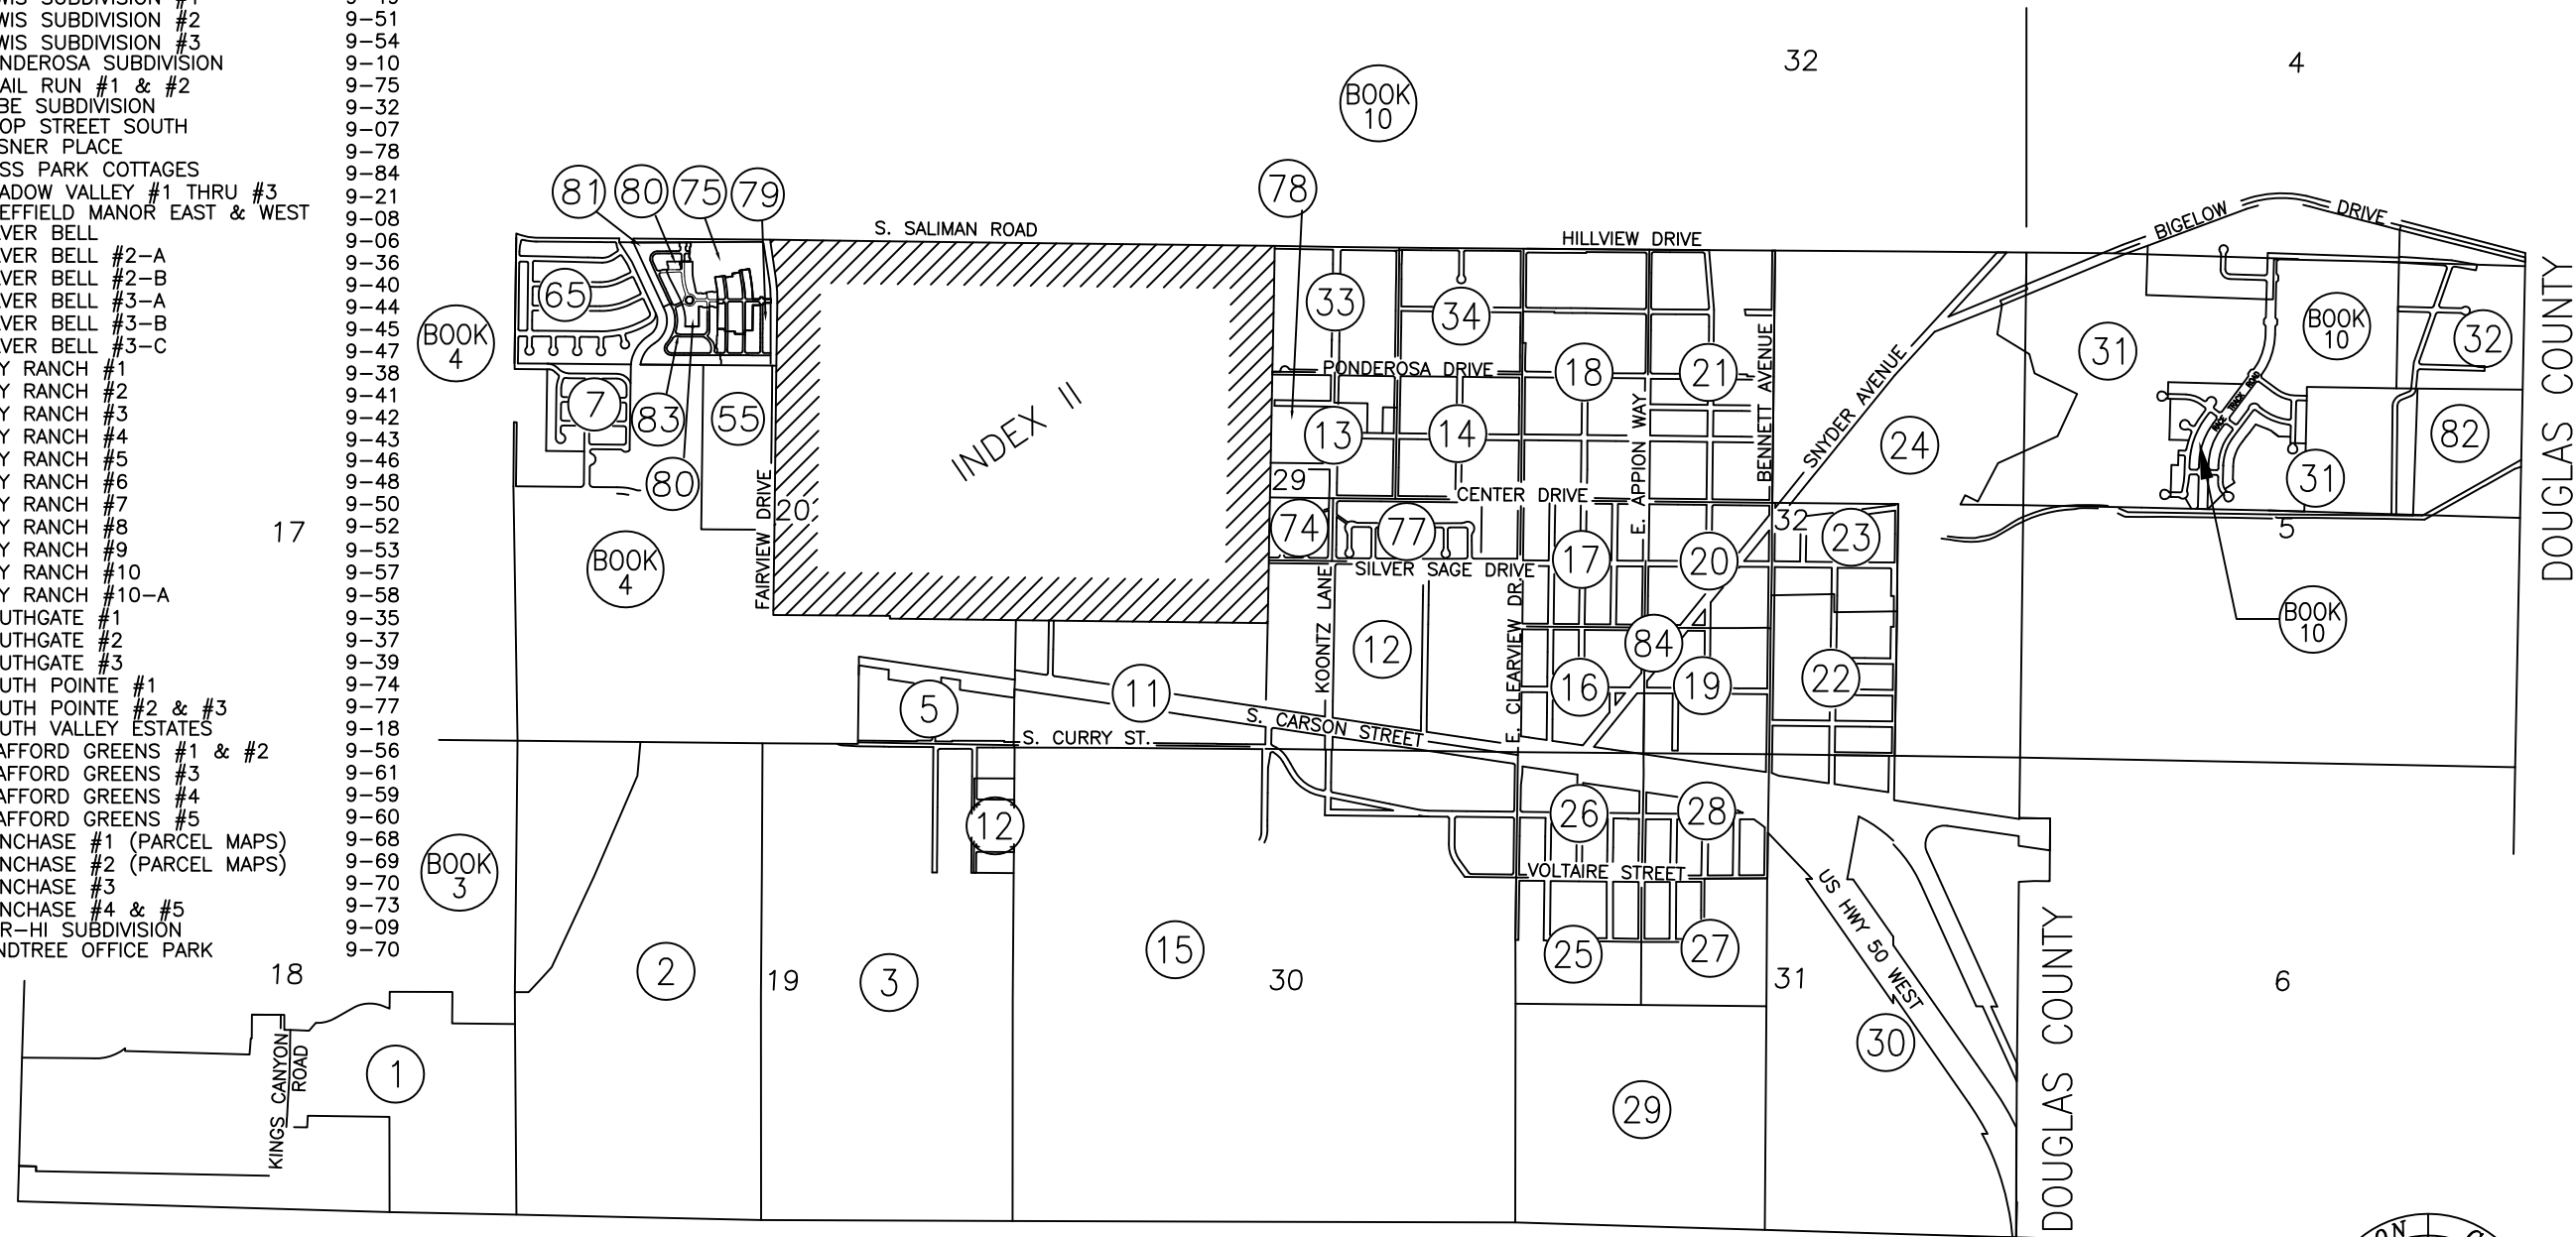 WIS SUBDIVISION #2 9-51
WIS SUBDIVISION #3 9-54
NDEROSA SUBDIVISION 9-10
AIL RUN #1 & #2 9-75
BE SUBDIVISION 9-32
OP STREET SOUTH 9-07
SNER PLACE 9-78
SS PARK COTTAGES 9-84
ADOW VALLEY #1 THRU #3 9-21
EFFIELD MANOR EAST & WEST 9-08
VER BELL 9-06
VER BELL #2-A 9-36
VER BELL #2-B 9-40
VER BELL #3-A 9-44
VER BELL #3-B 9-45
VER BELL #3-C 9-47
Y RANCH #1 9-38
Y RANCH #2 9-41
Y RANCH #3 9-42
Y RANCH #4 9-43
Y RANCH #5 9-46
Y RANCH #6 9-48
Y RANCH #7 9-50
Y RANCH #8 9-52
Y RANCH #9 9-53
Y RANCH #10 9-57
Y RANCH #10-A 9-58
UTHGATE #1 9-35
UTHGATE #2 9-37
UTHGATE #3 9-39
UTH POINTE #1 9-74
UTH POINTE #2 & #3 9-77
UTH VALLEY ESTATES 9-18
AFFORD GREENS #1 & #2 9-56
AFFORD GREENS #3 9-61
AFFORD GREENS #4 9-59
AFFORD GREENS #5 9-60
NCHASE #1 (PARCEL MAPS) 9-68
NCHASE #2 (PARCEL MAPS) 9-69
NCHASE #3 9-70
NCHASE #4 & #5 9-73
R-HI SUBDIVISION 9-09
NDTREE OFFICE PARK 9-70
17
18
32
4
BOOK
10
81
80
75
79
78
S. SALIMAN ROAD
HILLVIEW DRIVE
BIGELOW DRIVE
65
33
34
BOOK
4
BOOK
10
31
32
PONDEROSA DRIVE
18
21
7
83
55
INDEX II
13
14
E. APPION WAY
BENNETT AVENUE
SNYDER AVENUE
24
RACE TRACK ROAD
RACE
82
31
DOUGLAS COUNTY
80
29
CENTER DRIVE
20
FAIRVIEW DRIVE
74
77
32
23
5
BOOK
4
17
20
SILVER SAGE DRIVE
KOONTZ LANE
12
E. CLEARVIEW DR.
84
BOOK
10
5
11
16
19
22
S. CARSON STREET
S. CURRY ST.
12
26
28
BOOK
3
VOLTAIRE STREET
US HWY 50 WEST
2
19
3
15
30
25
27
31
6
DOUGLAS COUNTY
30
KINGS CANYON
ROAD
1
29
ON C